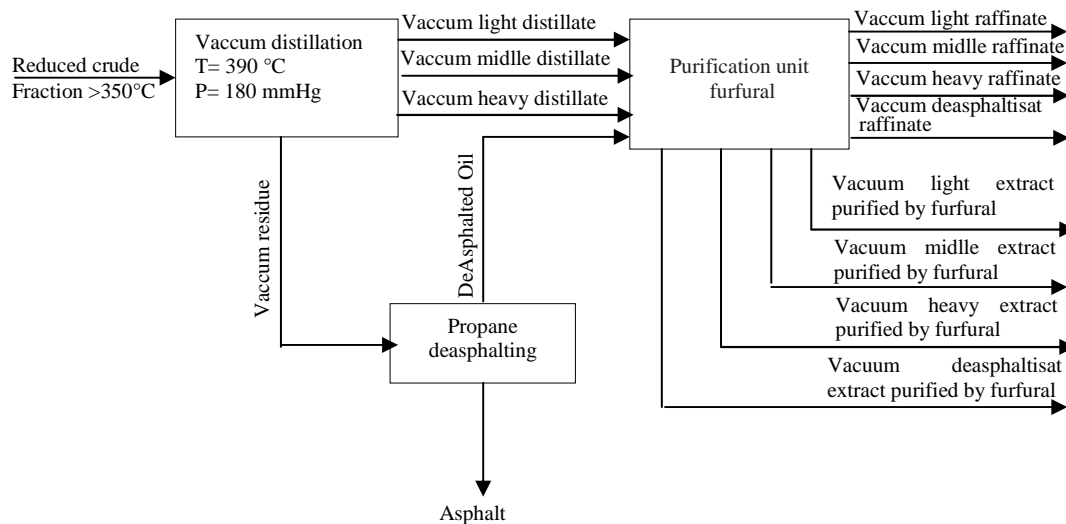 Reduced crude
Fraction >350°C
Vaccum distillation
T= 390 °C
P= 180 mmHg
Vaccum light distillate
Vaccum midlle distillate
Vaccum heavy distillate
Purification unit
furfural
Vaccum light raffinate
Vaccum midlle raffinate
Vaccum heavy raffinate
Vaccum deasphaltisat
raffinate
Vaccum residue
DeAsphalted Oil
Vacuum light extract
purified by furfural
Vacuum midlle extract
purified by furfural
Vacuum heavy extract
purified by furfural
Vacuum deasphaltisat
extract purified by furfural
Propane
deasphalting
Asphalt